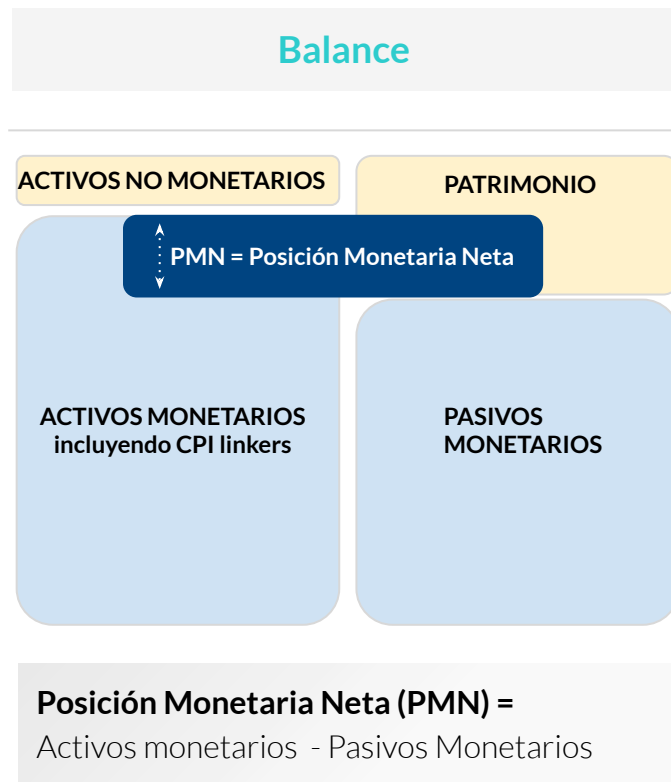 Balance
ACTIVOS NO MONETARIOS
PATRIMONIO
PMN = Posición Monetaria Neta
ACTIVOS MONETARIOS
incluyendo CPI linkers
PASIVOS
MONETARIOS
Posición Monetaria Neta (PMN) =
Activos monetarios - Pasivos Monetarios